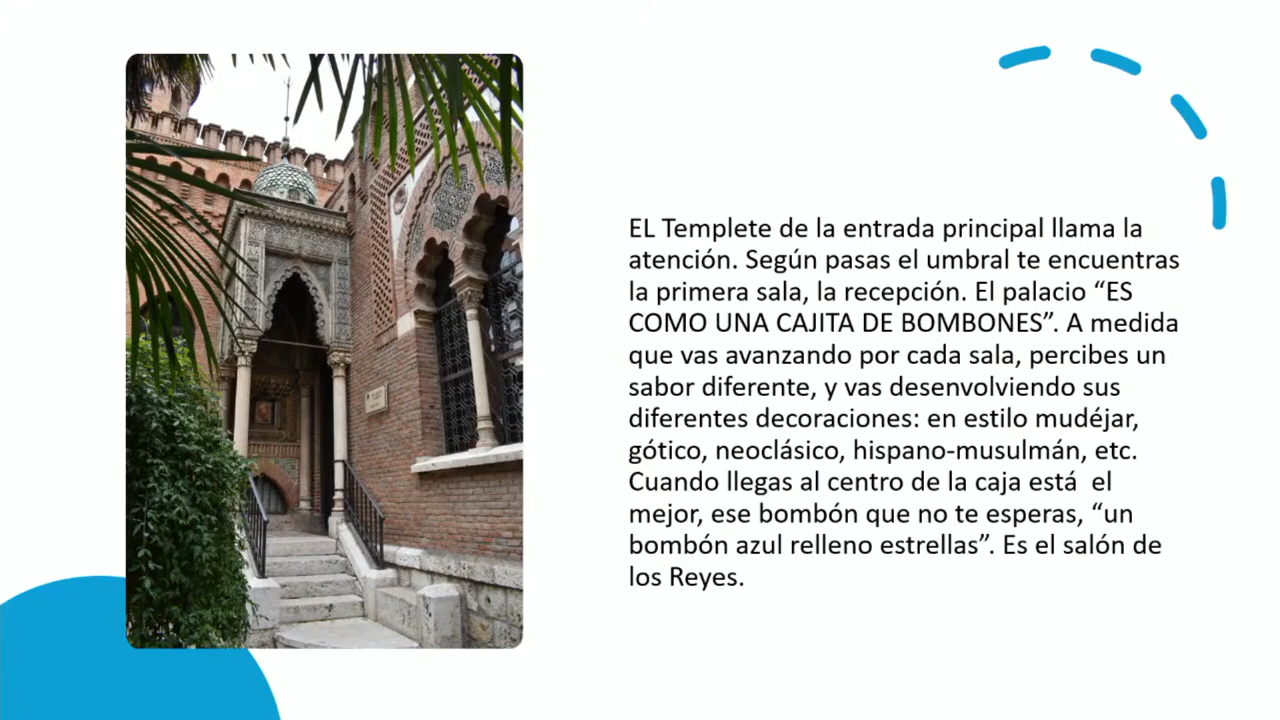 EL Templete de la entrada principal llama la
atención. Según pasas el umbral te encuentras
la primera sala, la recepción. El palacio “ES
COMO UNA CAJITA DE BOMBONES”. A medida
que vas avanzando por cada sala, percibes un
sabor diferente, y vas desenvolviendo sus
diferentes decoraciones: en estilo mudéjar,
gótico, neoclásico, hispano-musulmán, etc.
Cuando llegas al centro de la caja está  el
mejor, ese bombón que no te esperas, “un
bombón azul relleno estrellas”. Es el salón de
los Reyes.